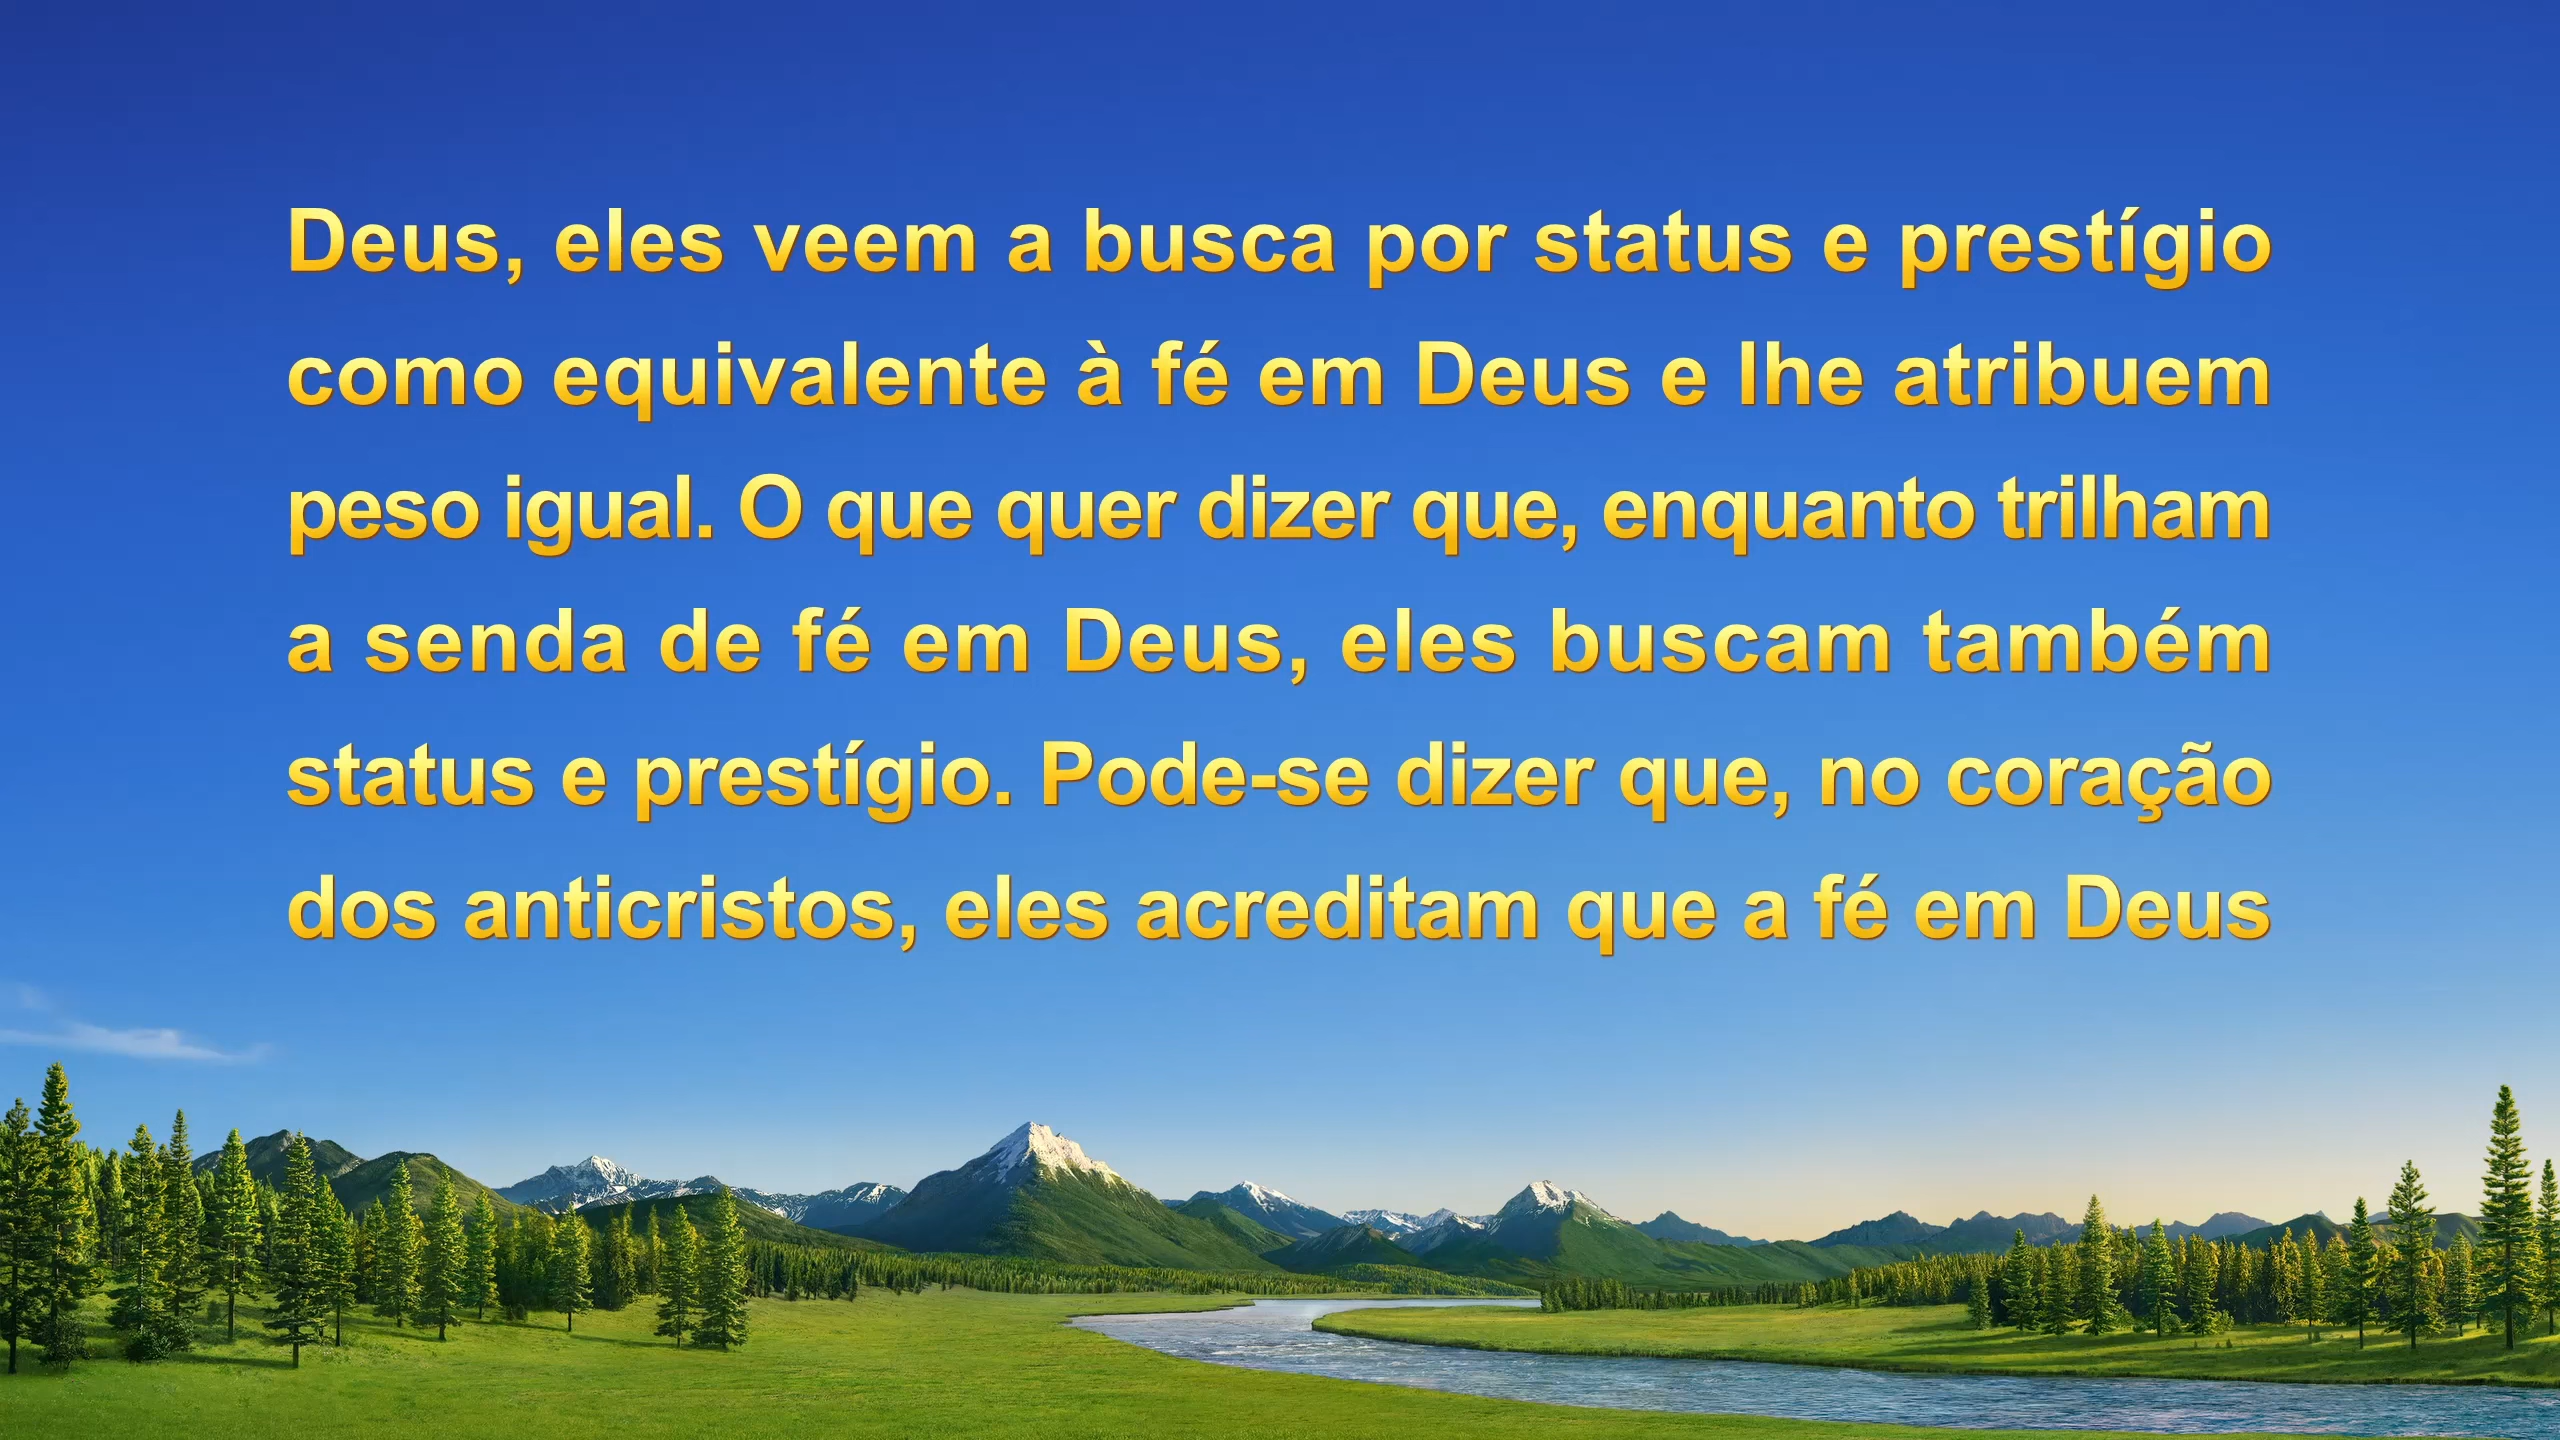 Deus, eles veem a busca por status e prestígio
como equivalente à fé em Deus e lhe atribuem
peso igual. O que quer dizer que, enquanto trilham
a senda de fé em Deus, eles buscam também
status e prestígio. Pode-se dizer que, no coração
dos anticristos, eles acreditam que a fé em Deus